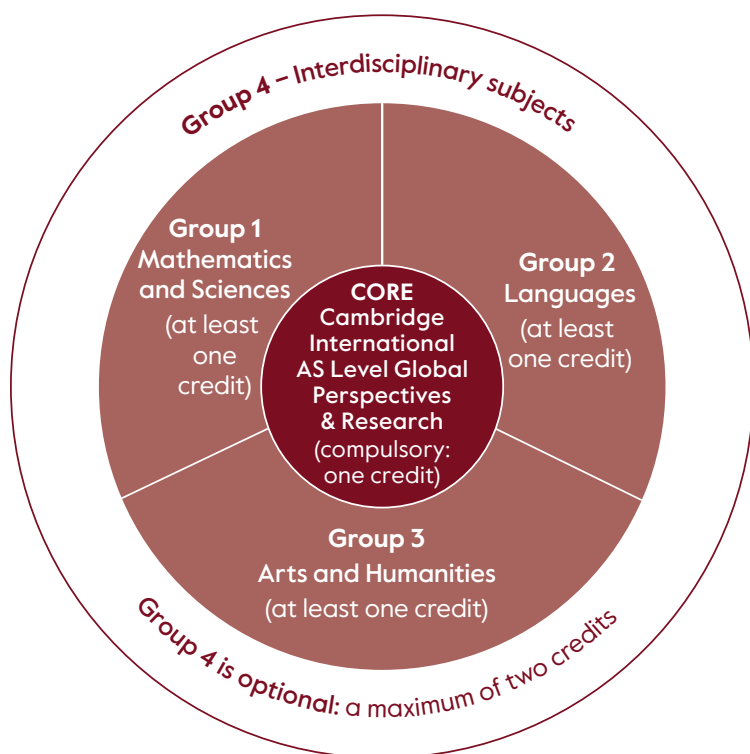 Group 4 – Interdisciplinary subjects
Group 1
Mathematics
and Sciences
(at least
one
credit)
Group 2
Languages
(at least
one credit)
CORE
Cambridge
International
AS Level Global
Perspectives
& Research
(compulsory:
one credit)
Group 3
Arts and Humanities
(at least one credit)
Group 4 is optional: a maximum of two credits